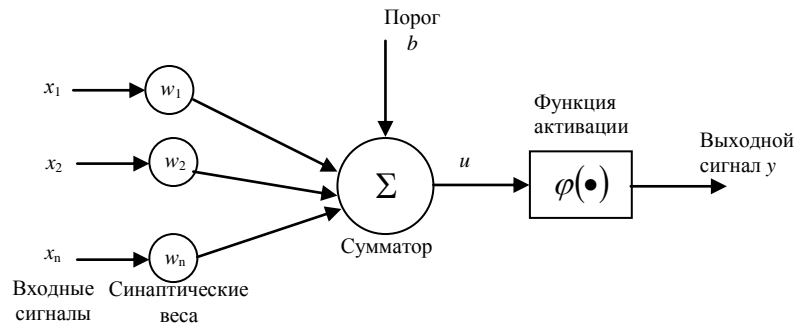 Порог
b
x1
w1
Функция
активации
x2
w2
Σ
u
φ(•)
Выходной
сигнал y
xn
wn
Сумматор
Входные
сигналы
Синаптические
веса